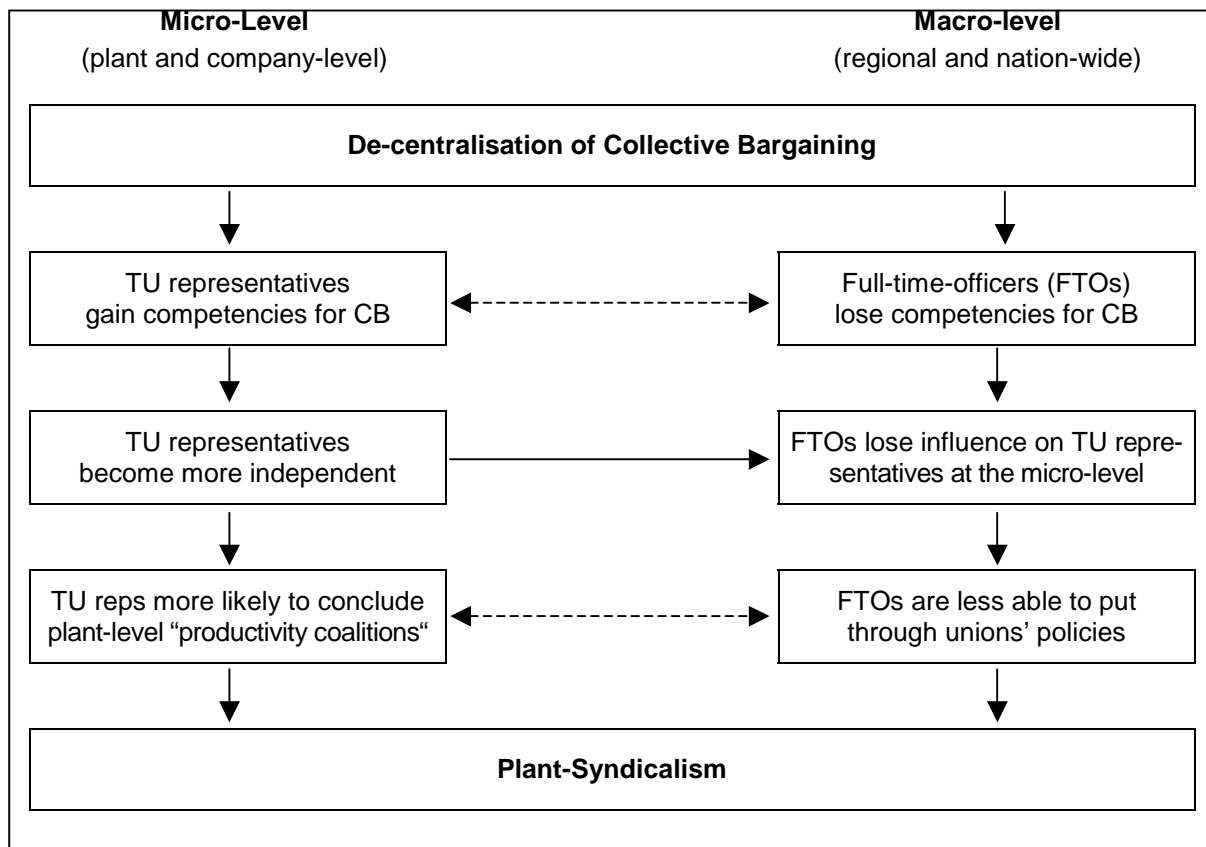 Micro-Level
(plant and company-level)
Macro-level
(regional and nation-wide)
De-centralisation of Collective Bargaining
TU representatives
gain competencies for CB
Full-time-officers (FTOs)
lose competencies for CB
TU representatives
become more independent
FTOs lose influence on TU repre-
sentatives at the micro-level
TU reps more likely to conclude
plant-level “productivity coalitions“
FTOs are less able to put
through unions’ policies
Plant-Syndicalism